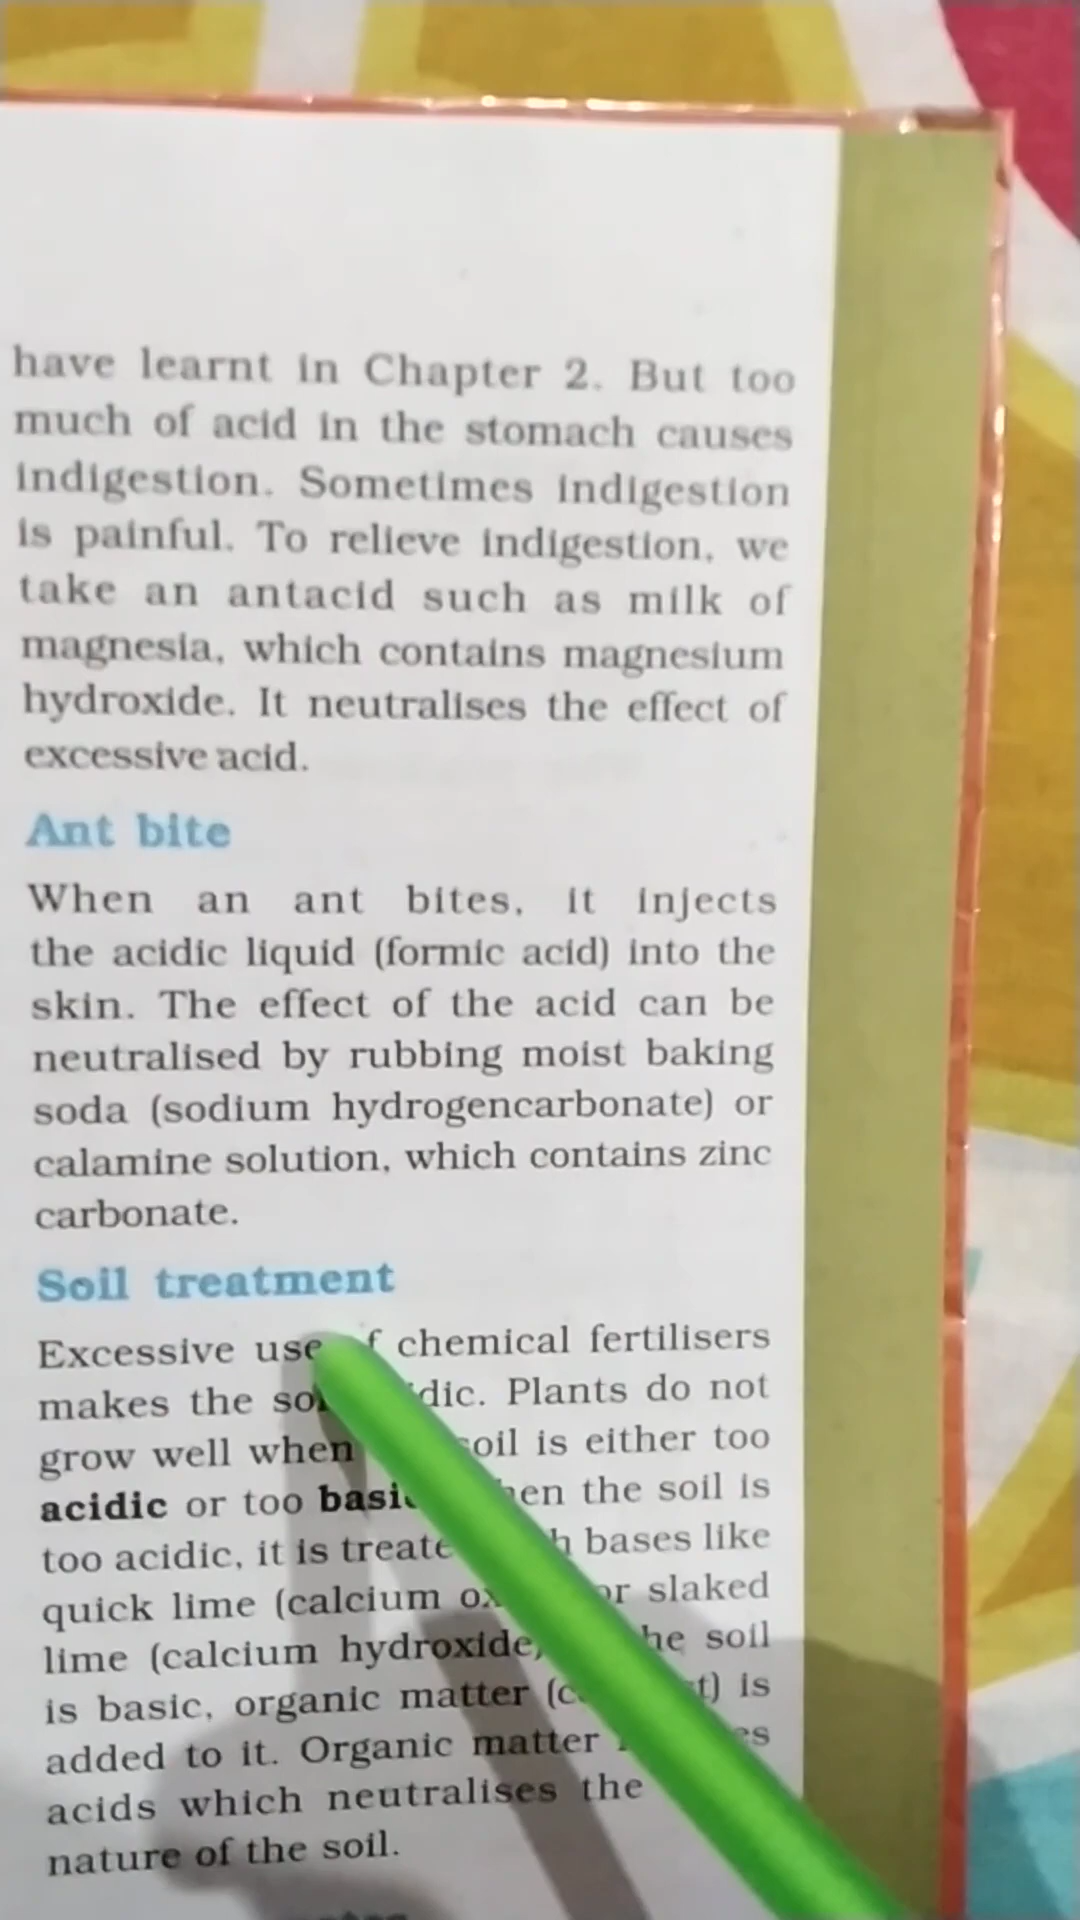 have learnt in Chapter 2. But too
much of acid in the stomach causes
indigestion. Sometimes indigestion
is painful. To relieve indigestion, we
take an antacid such as milk of
magnesia, which contains magnesium
hydroxide. It neutralises the effect of
excessive acid.
Ant bite
When an ant bites, it injects
the acidic liquid (formic acid) into the
skin. The effect of the acid can be
neutralised by rubbing moist baking
soda (sodium hydrogencarbonate) or
calamine solution, which contains zinc
carbonate.
Soil treatment
Excessive use chemical fertilisers
makes the Plants do not
grow well when soil is either too
acidic or too the soil is
too acidic, it is bases like
quick lime (calcium or slaked
lime (calcium hydroxide) soil
is basic, organic matter is
added to it. Organic matter
acids which neutralises the
nature of the soil.